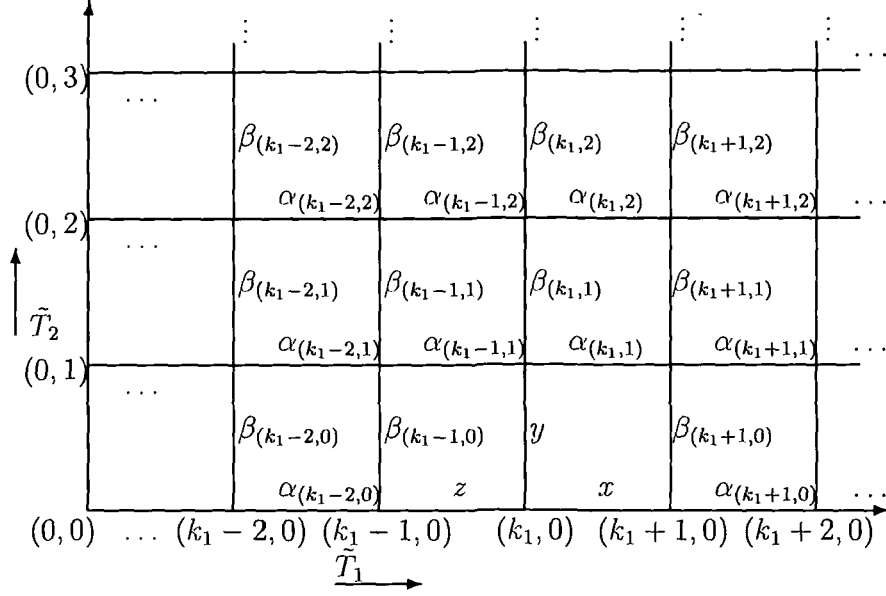 ⋮ ⋮ ⋮ ⋮ ⋮
(0, 3) ...
...
β(k₁−2,2) β(k₁−1,2) β(k₁,2) β(k₁+1,2)
α(k₁−2,2) α(k₁−1,2) α(k₁,2) α(k₁+1,2) ...
(0, 2)
...
β(k₁−2,1) β(k₁−1,1) β(k₁,1) β(k₁+1,1)
T̃₂
α(k₁−2,1) α(k₁−1,1) α(k₁,1) α(k₁+1,1) ...
(0, 1)
...
β(k₁−2,0) β(k₁−1,0) y β(k₁+1,0)
α(k₁−2,0) z x α(k₁+1,0) ...
(0, 0) ... (k₁ − 2, 0) (k₁ − 1, 0) (k₁, 0) (k₁ + 1, 0) (k₁ + 2, 0)
T̃₁